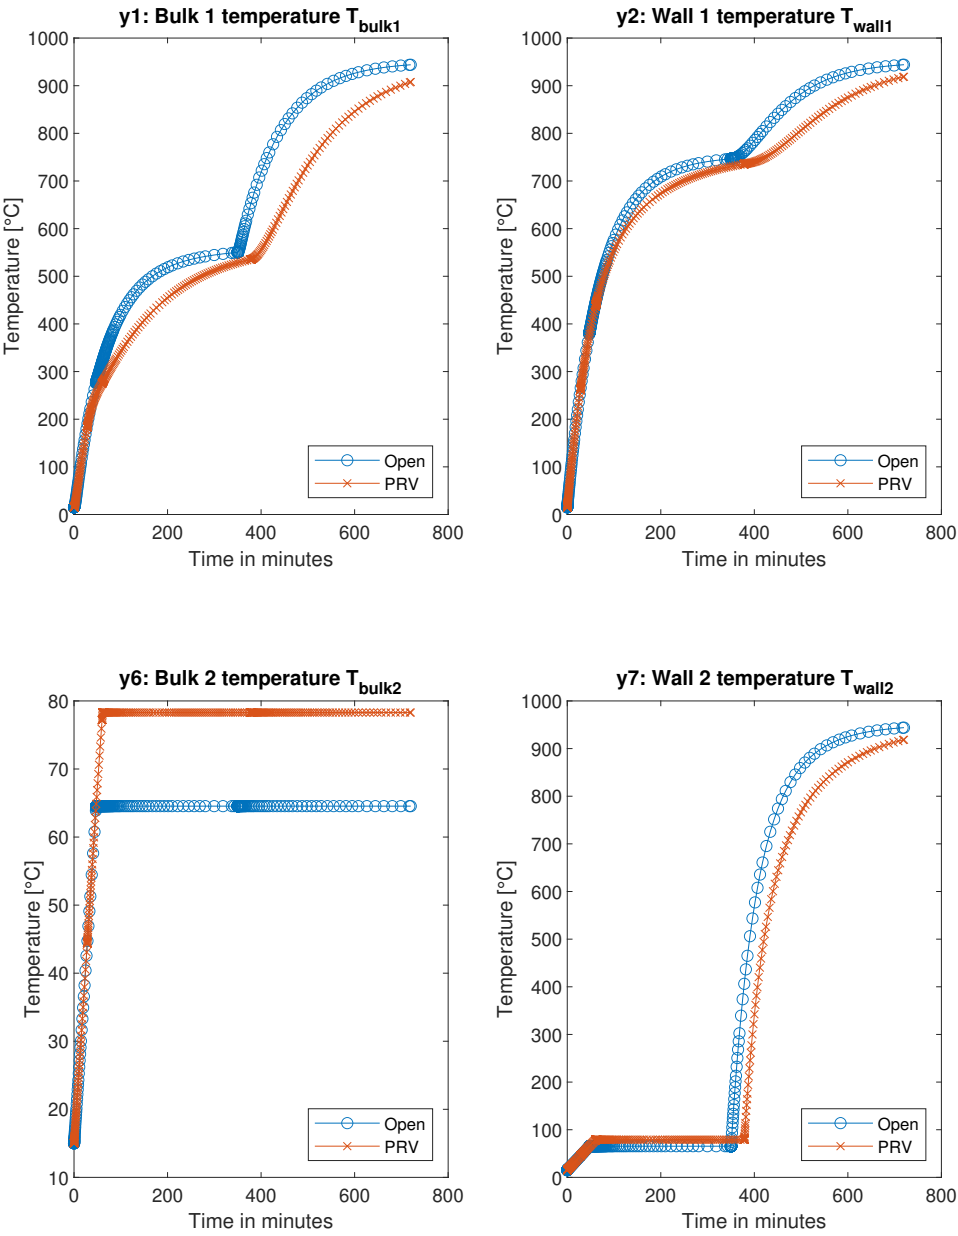 y1: Bulk 1 temperature T_bulk1
1000
900
800
700
600
500
400
300
200
100
0
0 200 400 600 800
Temperature [°C]
Time in minutes
Open
PRV
y2: Wall 1 temperature T_wall1
1000
900
800
700
600
500
400
300
200
100
0
0 200 400 600 800
Temperature [°C]
Time in minutes
Open
PRV
y6: Bulk 2 temperature T_bulk2
80
70
60
50
40
30
20
10
0 200 400 600 800
Temperature [°C]
Time in minutes
Open
PRV
y7: Wall 2 temperature T_wall2
1000
900
800
700
600
500
400
300
200
100
0
0 200 400 600 800
Temperature [°C]
Time in minutes
Open
PRV